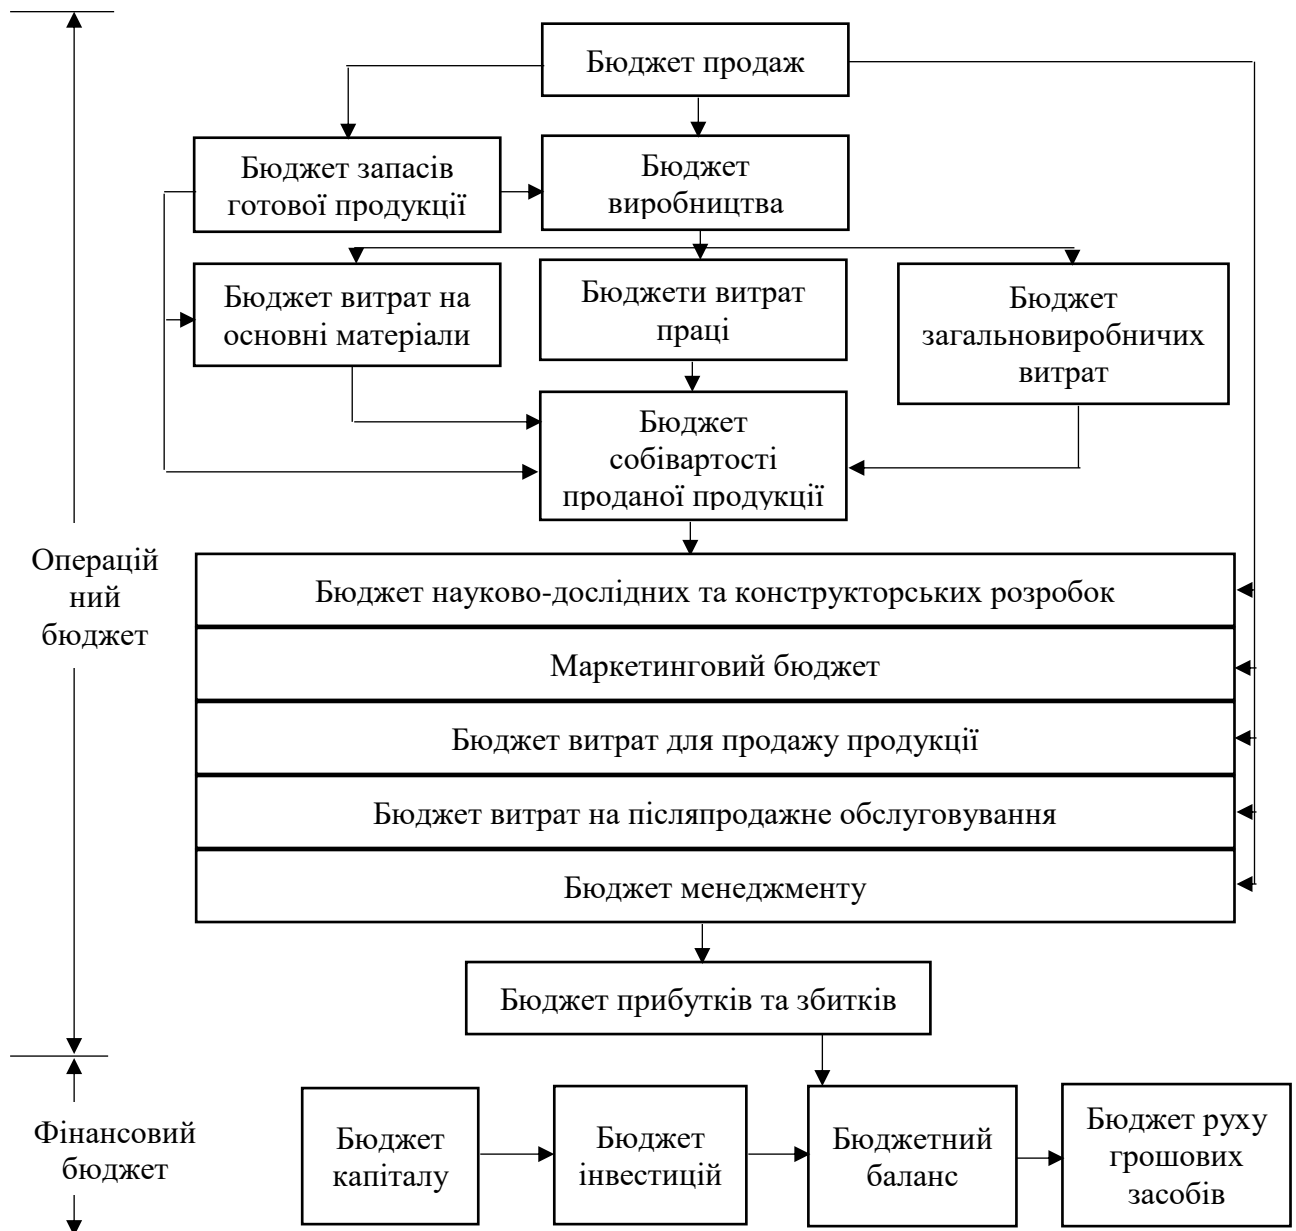 Бюджет продаж
Бюджет запасів
готової продукції
Бюджет
виробництва
Бюджет витрат на
основні матеріали
Бюджети витрат
праці
Бюджет
загальновиробничих
витрат
Бюджет
собівартості
проданої продукції
Операцій
ний
бюджет
Бюджет науково-дослідних та конструкторських розробок
Маркетинговий бюджет
Бюджет витрат для продажу продукції
Бюджет витрат на післяпродажне обслуговування
Бюджет менеджменту
Бюджет прибутків та збитків
Фінансовий
бюджет
Бюджет
капіталу
Бюджет
інвестицій
Бюджетний
баланс
Бюджет руху
грошових
засобів